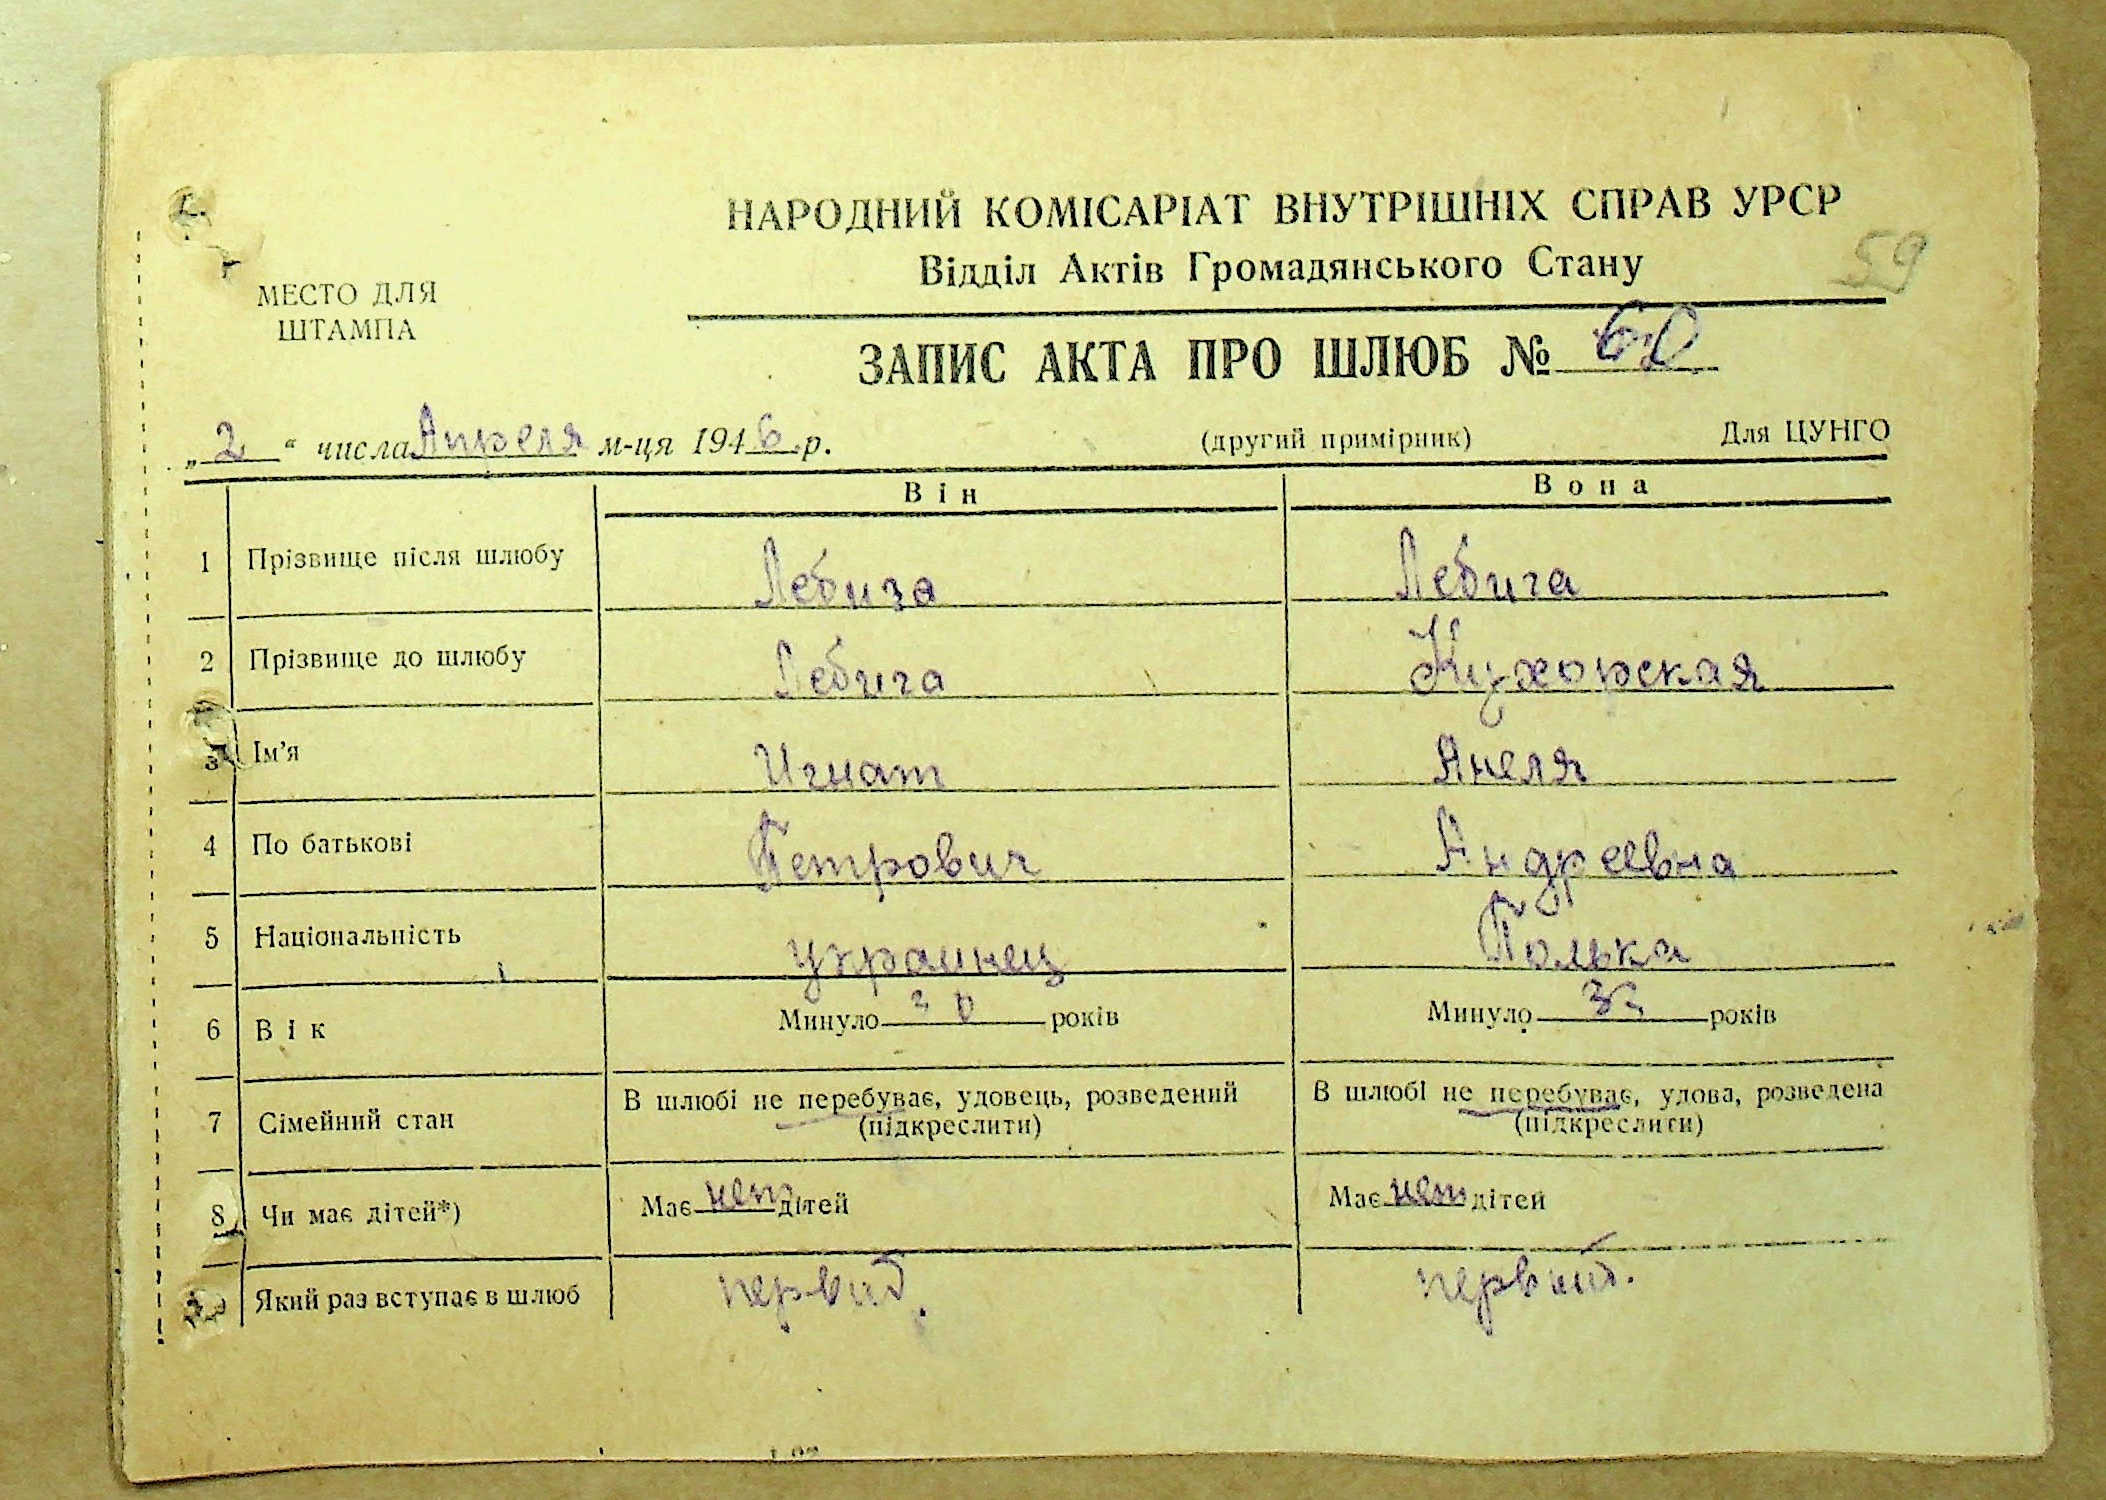 59
НАРОДНИЙ КОМІСАРІАТ ВНУТРІШНІХ СПРАВ УРСР
Відділ Актів Громадянського Стану
МЕСТО ДЛЯ
ШТАМПА
ЗАПИС АКТА ПРО ШЛЮБ № 60
„2“ числа Апреля м-ця 1946 р. (другий примірник) Для ЦУНГО
Він Вона
1 Прізвище після шлюбу Лебига Лебига
2 Прізвище до шлюбу Лебига Кухорская
3 Ім'я Игнат Анеля
4 По батькові Петрович Андреевна
5 Національність украинец Полька
6 Вік Минуло 30 років Минуло років
7 Сімейний стан В шлюбі не перебуває, удовець, розведений В шлюбі не перебуває, удова, розведена
(підкреслити) (підкреслити)
8 Чи має дітей*) Має нет дітей Має нет дітей
Який раз вступає в шлюб первий. первий.